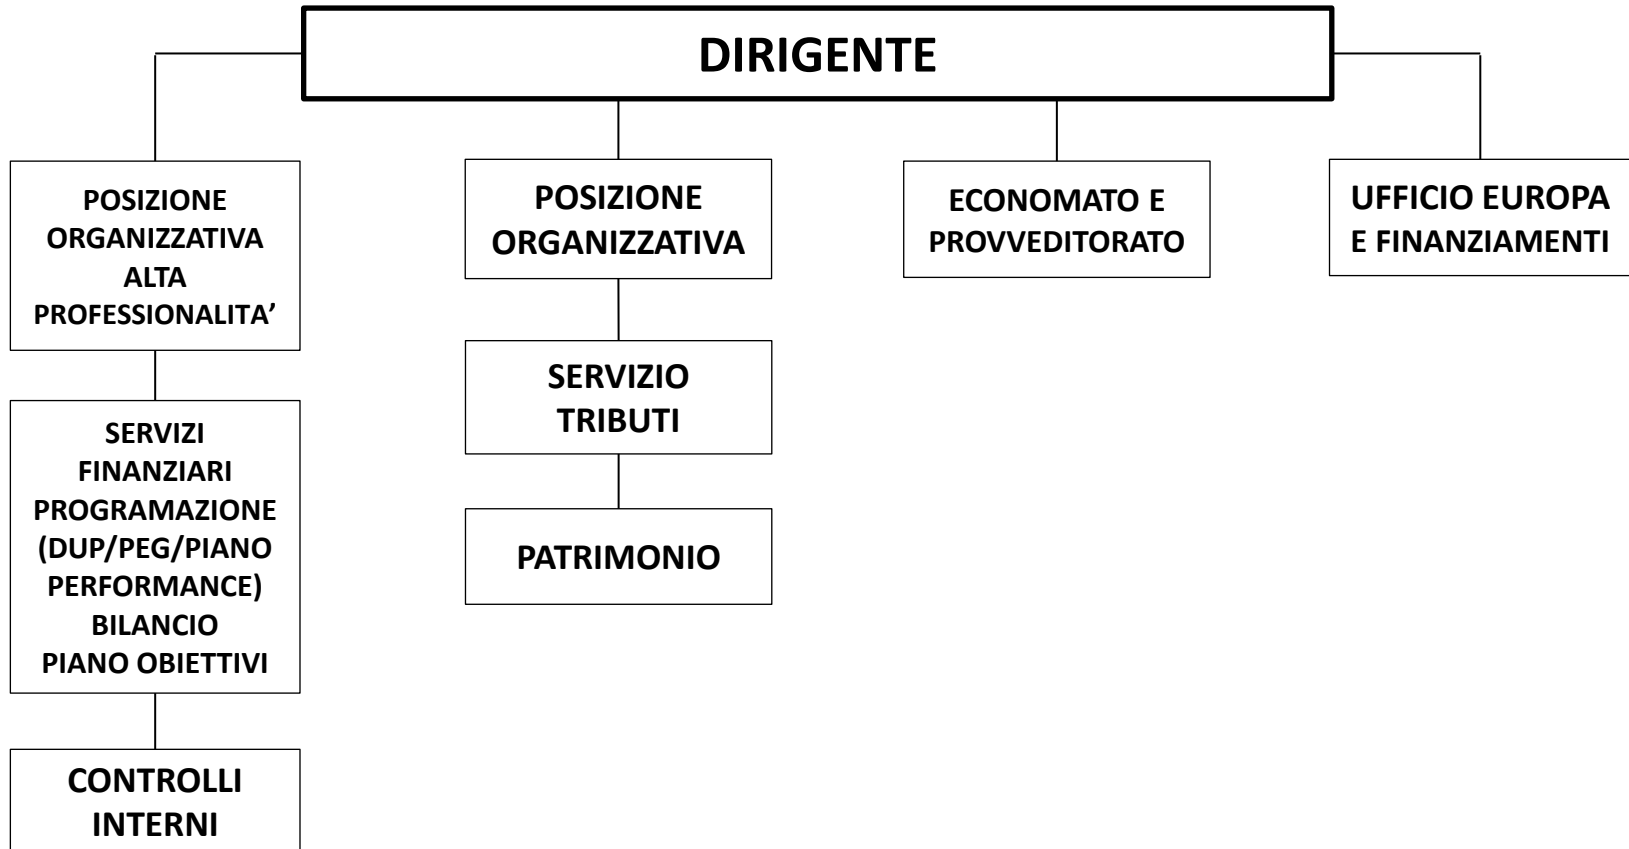 DIRIGENTE
POSIZIONE
ORGANIZZATIVA
ALTA
PROFESSIONALITA’
SERVIZI
FINANZIARI
PROGRAMAZIONE
(DUP/PEG/PIANO
PERFORMANCE)
BILANCIO
PIANO OBIETTIVI
CONTROLLI
INTERNI
POSIZIONE
ORGANIZZATIVA
SERVIZIO
TRIBUTI
PATRIMONIO
ECONOMATO E
PROVVEDITORATO
UFFICIO EUROPA
E FINANZIAMENTI